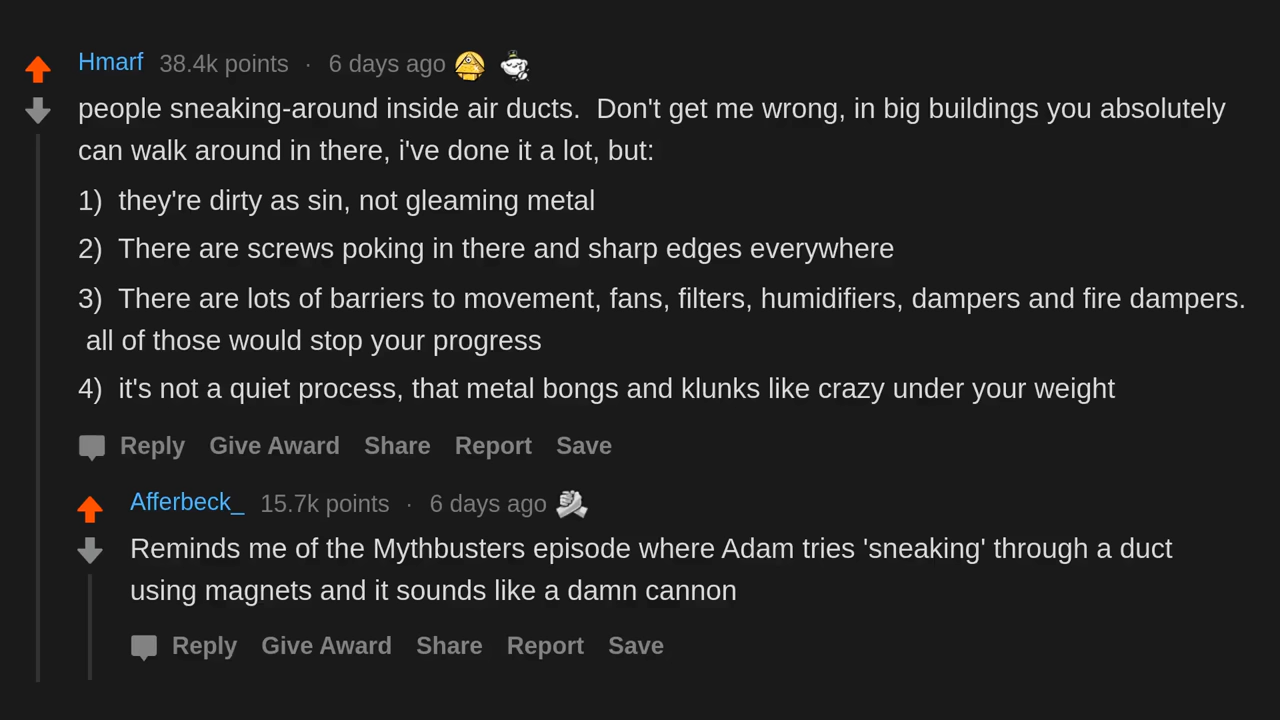 Hmarf 38.4k points · 6 days ago
people sneaking-around inside air ducts.  Don't get me wrong, in big buildings you absolutely
can walk around in there, i've done it a lot, but:
1)  they're dirty as sin, not gleaming metal
2)  There are screws poking in there and sharp edges everywhere
3)  There are lots of barriers to movement, fans, filters, humidifiers, dampers and fire dampers.
all of those would stop your progress
4)  it's not a quiet process, that metal bongs and klunks like crazy under your weight
Reply Give Award Share Report Save
Afferbeck_ 15.7k points · 6 days ago
Reminds me of the Mythbusters episode where Adam tries 'sneaking' through a duct
using magnets and it sounds like a damn cannon
Reply Give Award Share Report Save